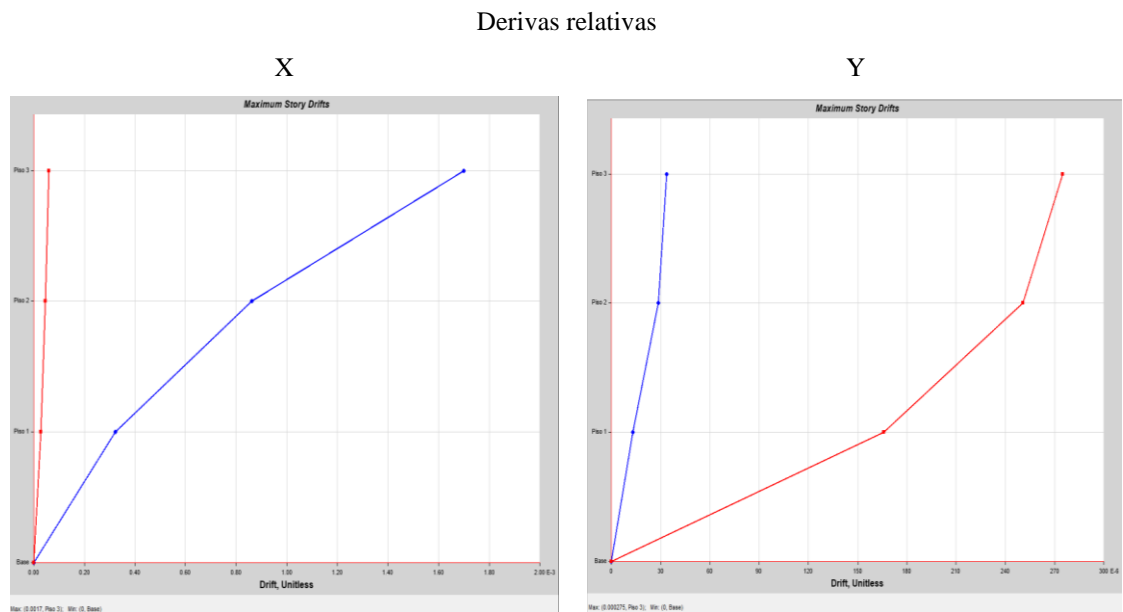 Derivas relativas
X
Y
Maximum Story Drifts
Piso 3
Piso 2
Piso 1
Base
0.00 0.20 0.40 0.60 0.80 1.00 1.20 1.40 1.60 1.80 2.00 E-3
Drift, Unitless
Max: (0.0017, Piso 3); Min: (0, Base)
Maximum Story Drifts
Piso 3
Piso 2
Piso 1
Base
0 30 60 90 120 150 180 210 240 270 300 E-6
Drift, Unitless
Max: (0.000275, Piso 3); Min: (0, Base)